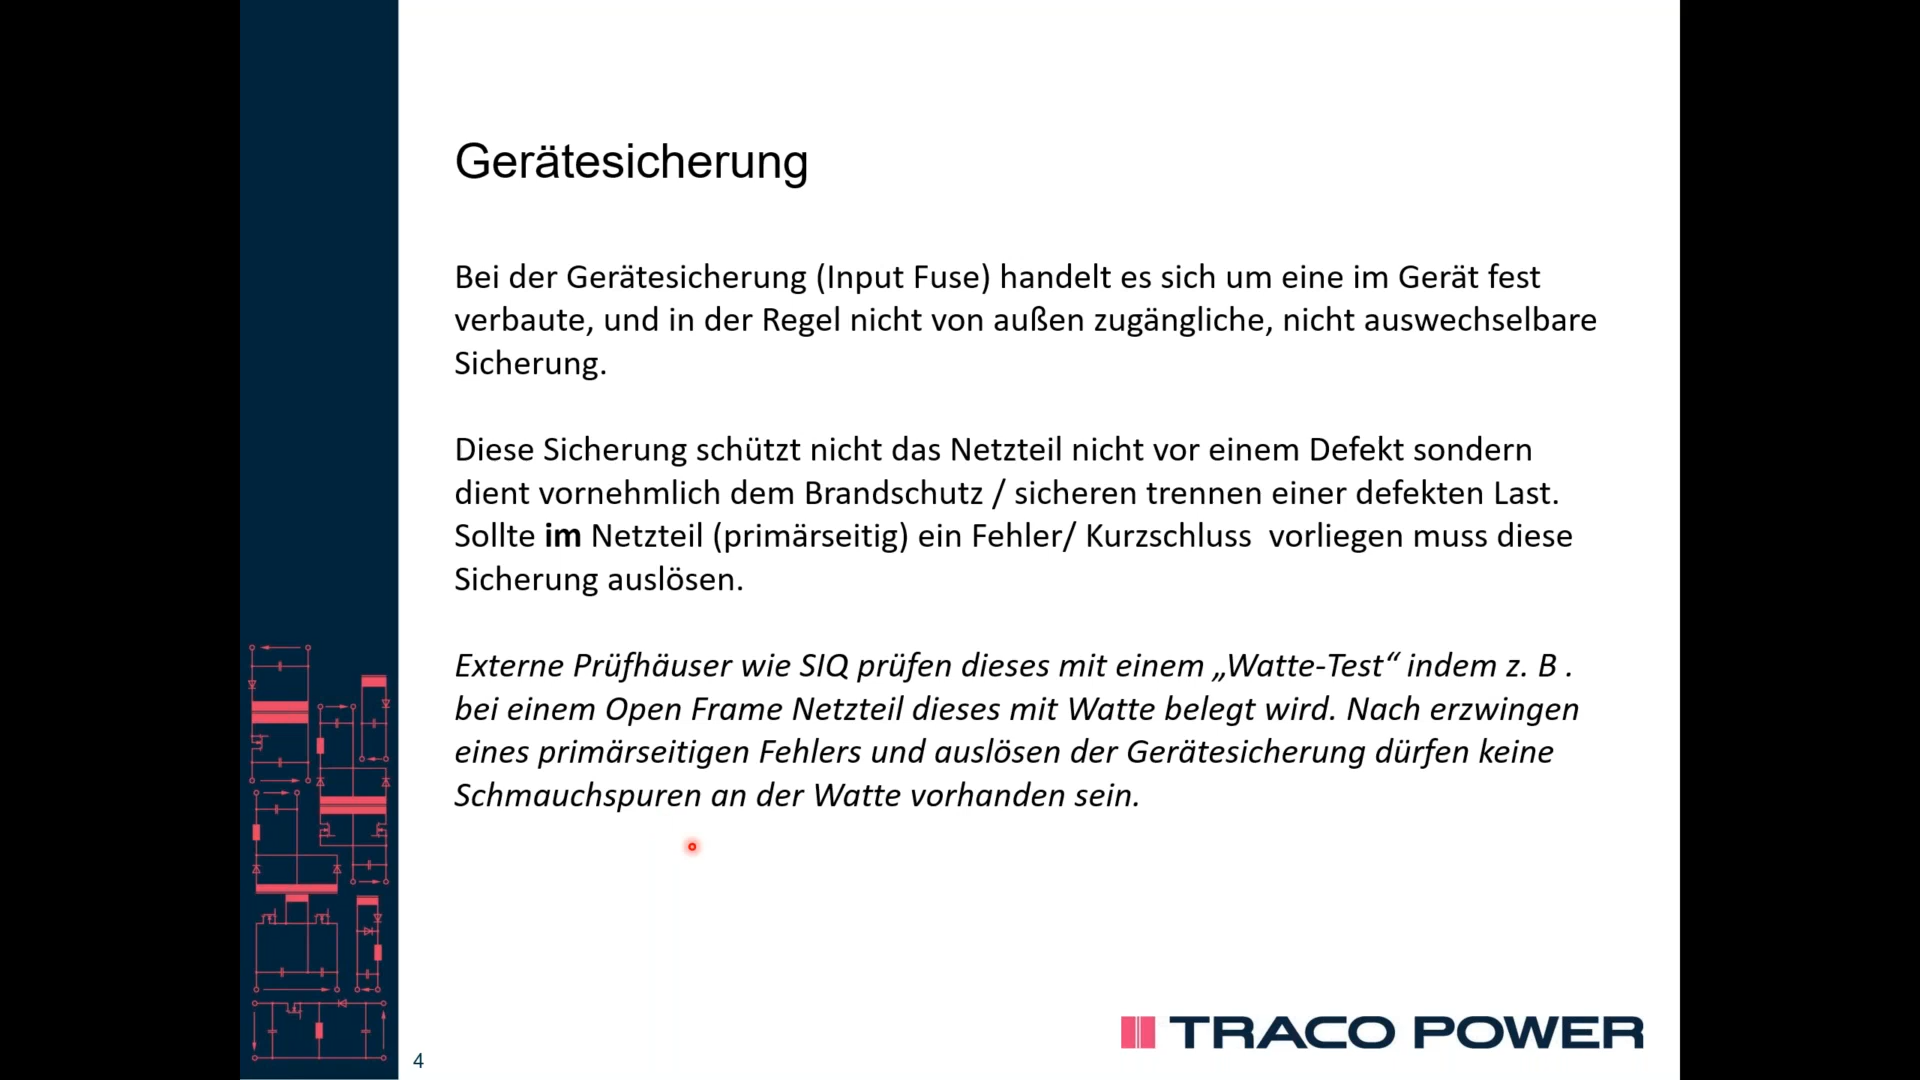 Gerätesicherung
Bei der Gerätesicherung (Input Fuse) handelt es sich um eine im Gerät fest
verbaute, und in der Regel nicht von außen zugängliche, nicht auswechselbare
Sicherung.
Diese Sicherung schützt nicht das Netzteil nicht vor einem Defekt sondern
dient vornehmlich dem Brandschutz / sicheren trennen einer defekten Last.
Sollte im Netzteil (primärseitig) ein Fehler/ Kurzschluss  vorliegen muss diese
Sicherung auslösen.
Externe Prüfhäuser wie SIQ prüfen dieses mit einem „Watte-Test“ indem z. B .
bei einem Open Frame Netzteil dieses mit Watte belegt wird. Nach erzwingen
eines primärseitigen Fehlers und auslösen der Gerätesicherung dürfen keine
Schmauchspuren an der Watte vorhanden sein.
TRACO POWER
4